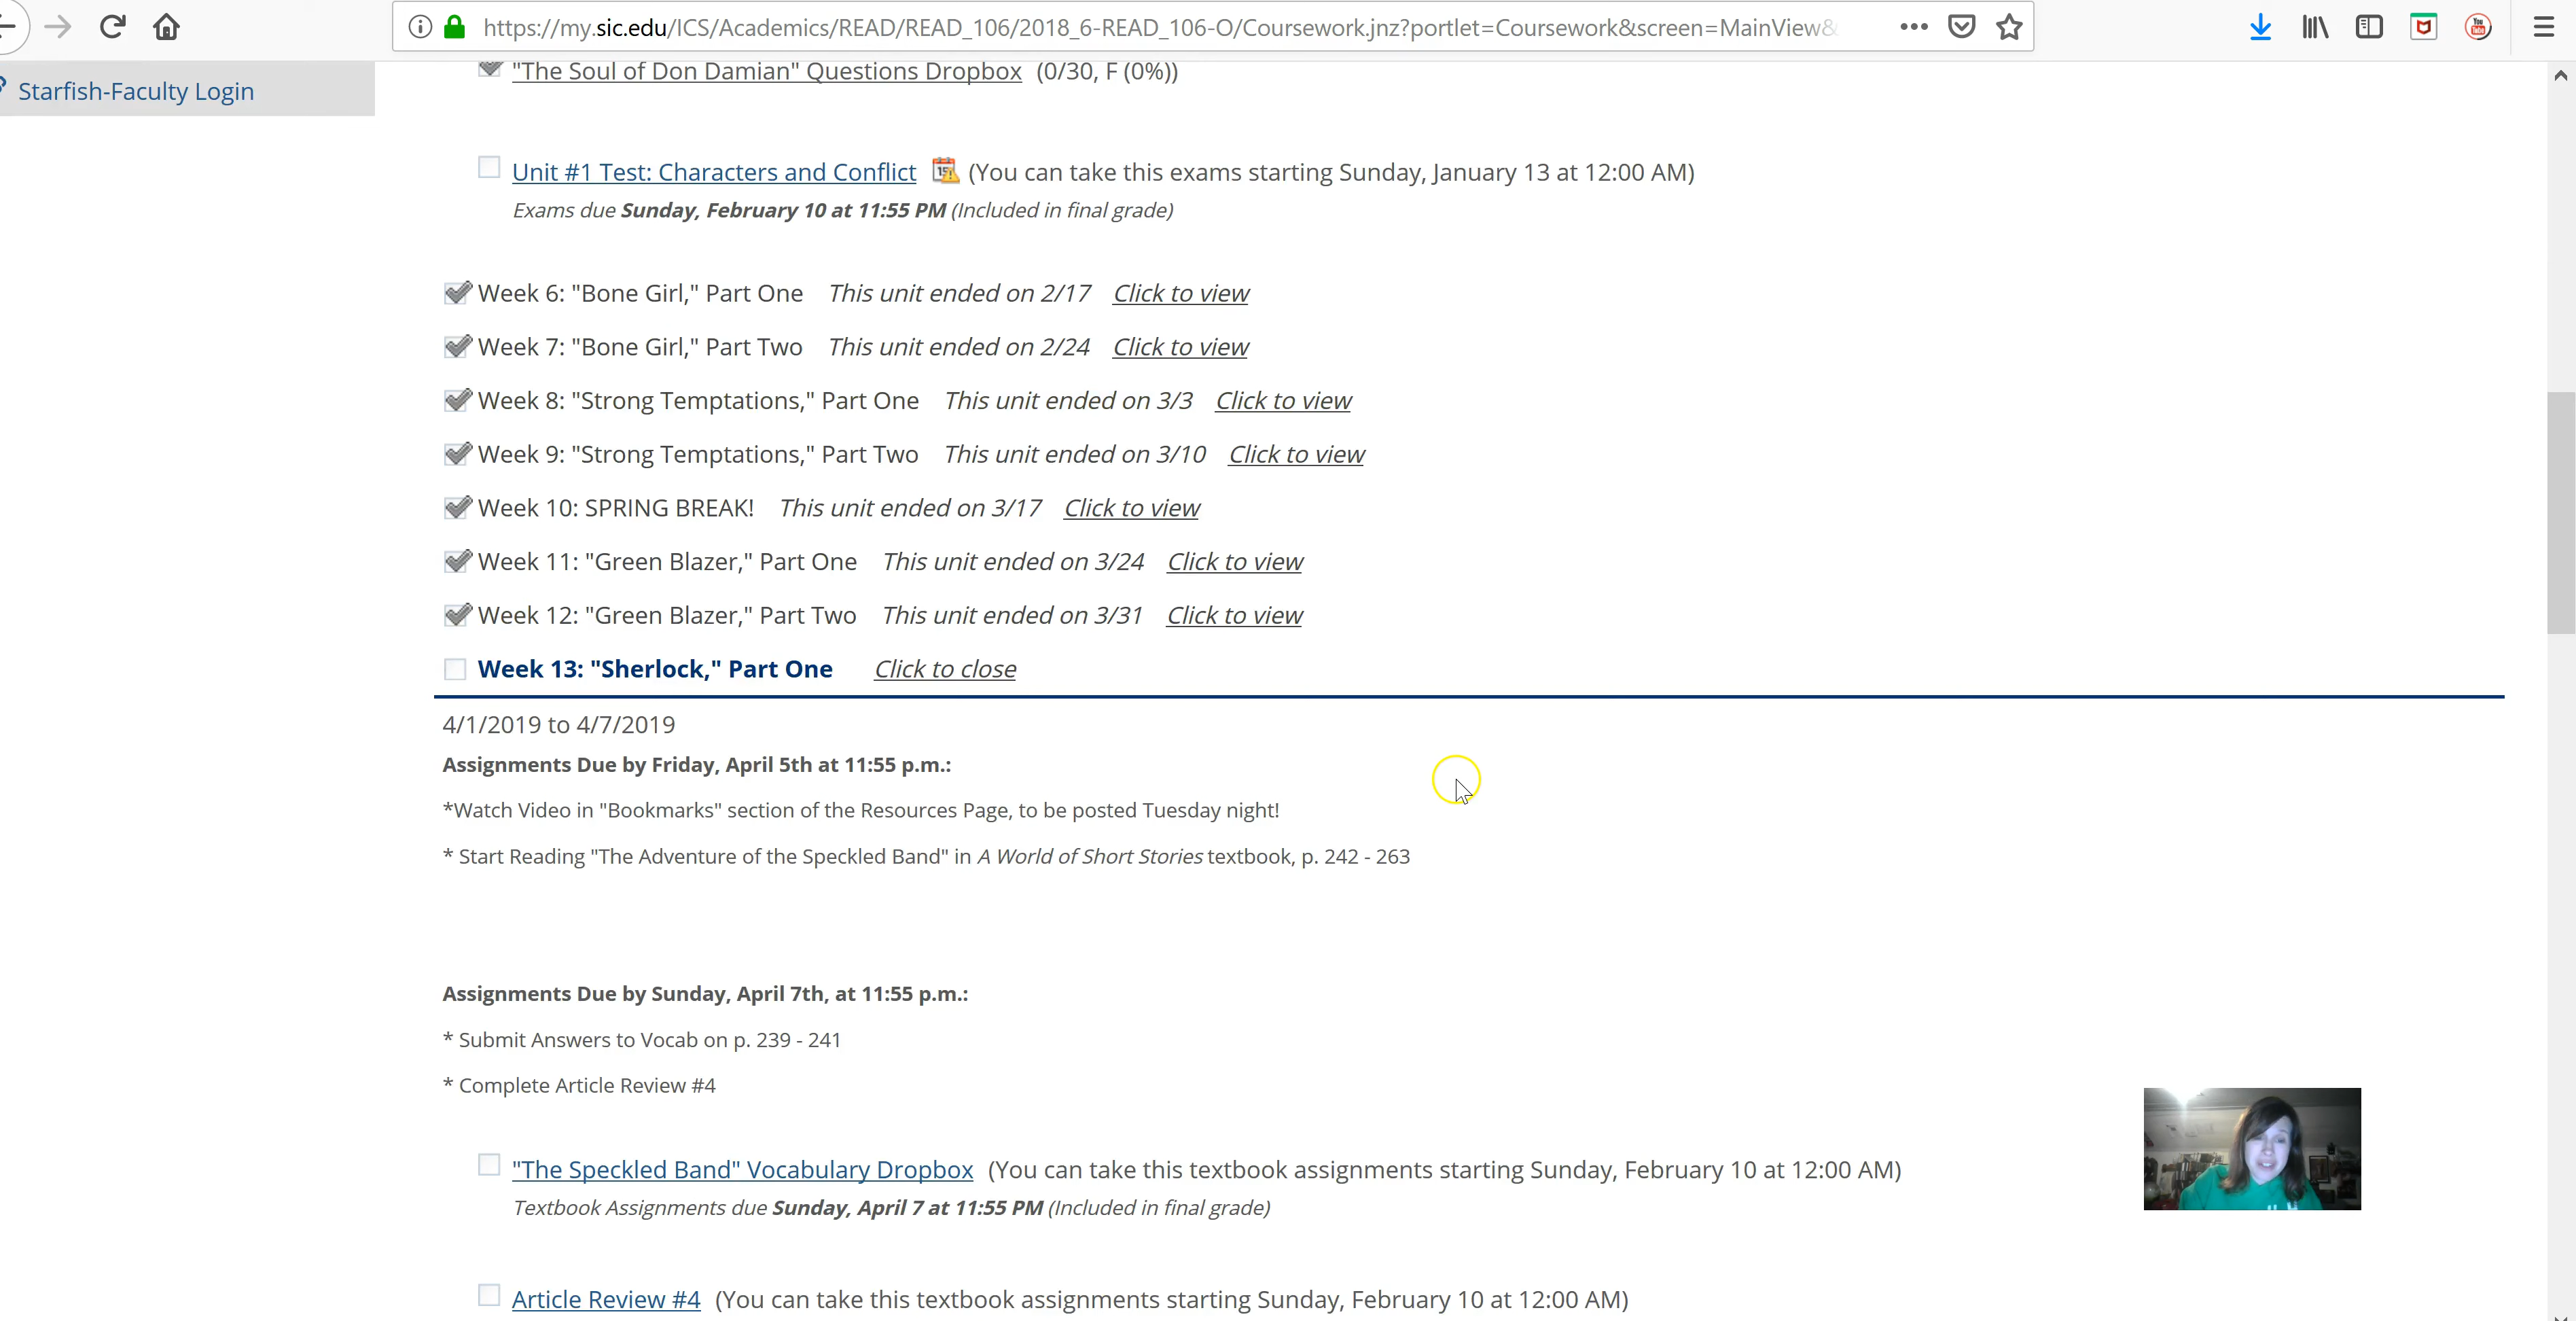 https://my.sic.edu/ICS/Academics/READ/READ_106/2018_6-READ_106-O/Coursework.jnz?portlet=Coursework&screen=MainView&
Starfish-Faculty Login
"The Soul of Don Damian" Questions Dropbox (0/30, F (0%))
Unit #1 Test: Characters and Conflict (You can take this exams starting Sunday, January 13 at 12:00 AM)
Exams due Sunday, February 10 at 11:55 PM (Included in final grade)
Week 6: "Bone Girl," Part One This unit ended on 2/17 Click to view
Week 7: "Bone Girl," Part Two This unit ended on 2/24 Click to view
Week 8: "Strong Temptations," Part One This unit ended on 3/3 Click to view
Week 9: "Strong Temptations," Part Two This unit ended on 3/10 Click to view
Week 10: SPRING BREAK! This unit ended on 3/17 Click to view
Week 11: "Green Blazer," Part One This unit ended on 3/24 Click to view
Week 12: "Green Blazer," Part Two This unit ended on 3/31 Click to view
Week 13: "Sherlock," Part One Click to close
4/1/2019 to 4/7/2019
Assignments Due by Friday, April 5th at 11:55 p.m.:
*Watch Video in "Bookmarks" section of the Resources Page, to be posted Tuesday night!
* Start Reading "The Adventure of the Speckled Band" in A World of Short Stories textbook, p. 242 - 263
Assignments Due by Sunday, April 7th, at 11:55 p.m.:
* Submit Answers to Vocab on p. 239 - 241
* Complete Article Review #4
"The Speckled Band" Vocabulary Dropbox (You can take this textbook assignments starting Sunday, February 10 at 12:00 AM)
Textbook Assignments due Sunday, April 7 at 11:55 PM (Included in final grade)
Article Review #4 (You can take this textbook assignments starting Sunday, February 10 at 12:00 AM)